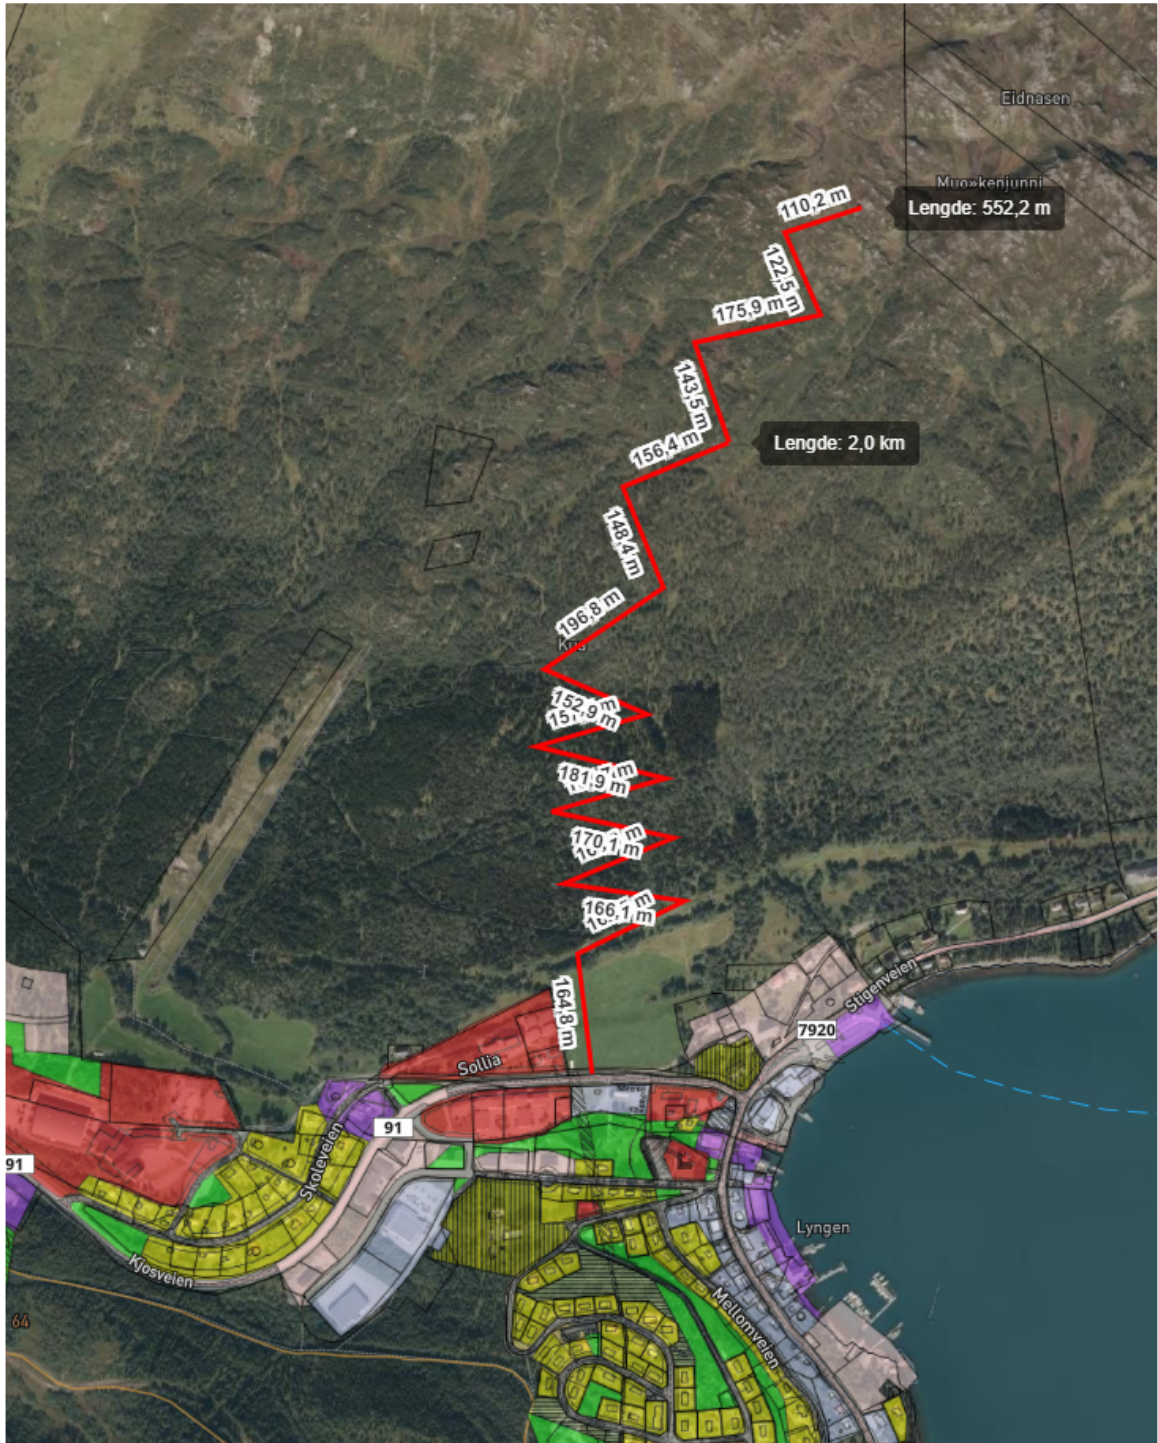 Eidnasen
Muo»kenjunni
110,2 m
Lengde: 552,2 m
122,5 m
175,9 m
143,5 m
156,4 m
Lengde: 2,0 km
148,4 m
196,8 m
152,9 m
181,9 m
170,1 m
166,1 m
164,8 m
Stigenveien
7920
Sollia
91
Skoleveien
91
Lyngen
Kjosveien
Mellomveien
64